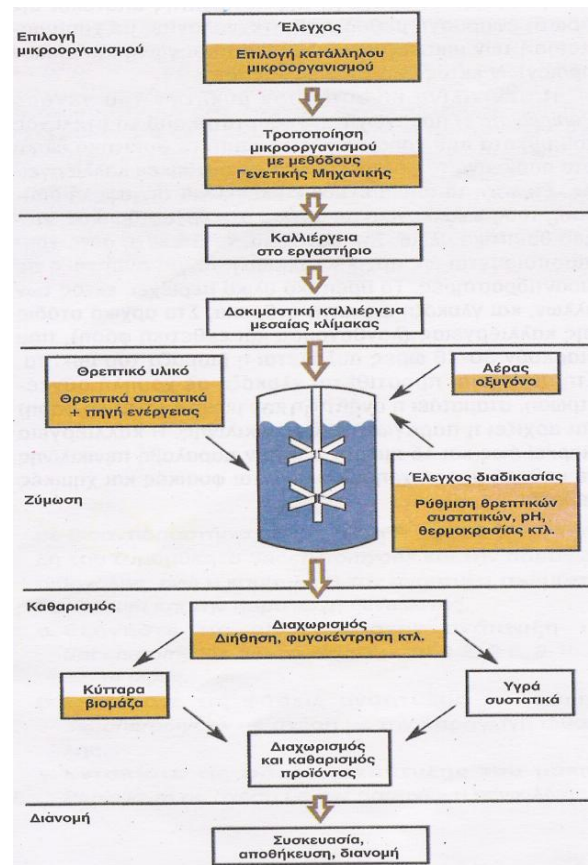 Επιλογή
μικροοργανισμού
Έλεγχος
Επιλογή κατάλληλου
μικροοργανισμού
Τροποποίηση
μικροοργανισμού
με μεθόδους
Γενετικής Μηχανικής
Καλλιέργεια
στο εργαστήριο
Δοκιμαστική καλλιέργεια
μεσαίας κλίμακας
Θρεπτικό υλικό
Θρεπτικά συστατικά
+ πηγή ενέργειας
Αέρας
οξυγόνο
Ζύμωση
Έλεγχος διαδικασίας
Ρύθμιση θρεπτικών
συστατικών, pH,
θερμοκρασίας κτλ.
Καθαρισμός
Διαχωρισμός
Διήθηση, φυγοκέντρηση κτλ.
Κύτταρα
βιομάζα
Υγρά
συστατικά
Διαχωρισμός
και καθαρισμός
προϊόντος
Διανομή
Συσκευασία,
αποθήκευση, διανομή